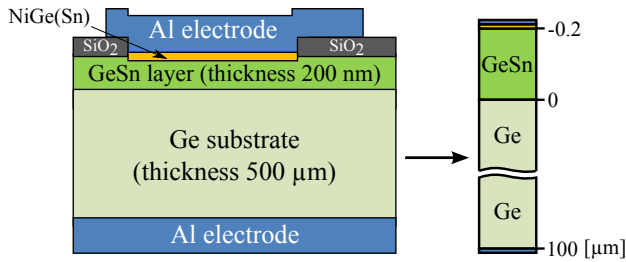 NiGe(Sn)
Al electrode
SiO2
SiO2
GeSn layer (thickness 200 nm)
Ge substrate
(thickness 500 µm)
Al electrode
-0.2
GeSn
0
Ge
Ge
100 [µm]